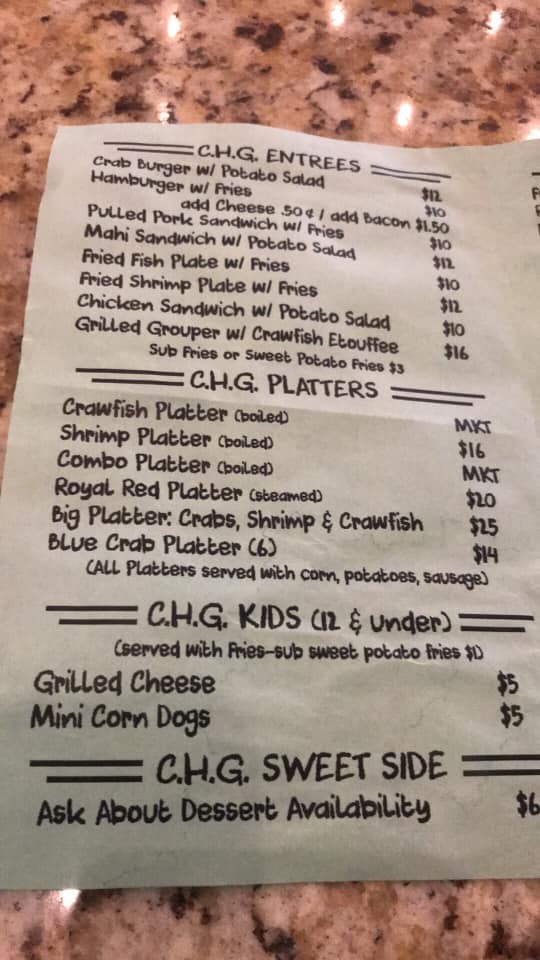 C.H.G. ENTREES
Crab Burger w/ Potato Salad $12
Hamburger w/ Fries $10
add Cheese .50¢ / add Bacon $1.50
Pulled Pork Sandwich w/ Fries $10
Mahi Sandwich w/ Potato Salad $12
Fried Fish Plate w/ Fries $10
Fried Shrimp Plate w/ Fries $12
Chicken Sandwich w/ Potato Salad $10
Grilled Grouper w/ Crawfish Etouffee $16
Sub Fries or Sweet Potato Fries $3
C.H.G. PLATTERS
Crawfish Platter (boiled) MKT
Shrimp Platter (boiled) $16
Combo Platter (boiled) MKT
Royal Red Platter (steamed) $20
Big Platter: Crabs, Shrimp & Crawfish $25
Blue Crab Platter (6) $14
(ALL Platters served with corn, potatoes, sausage)
C.H.G. KIDS (12 & under)
(served with Fries-sub sweet potato fries $1)
Grilled Cheese $5
Mini Corn Dogs $5
C.H.G. SWEET SIDE
Ask About Dessert Availability $6